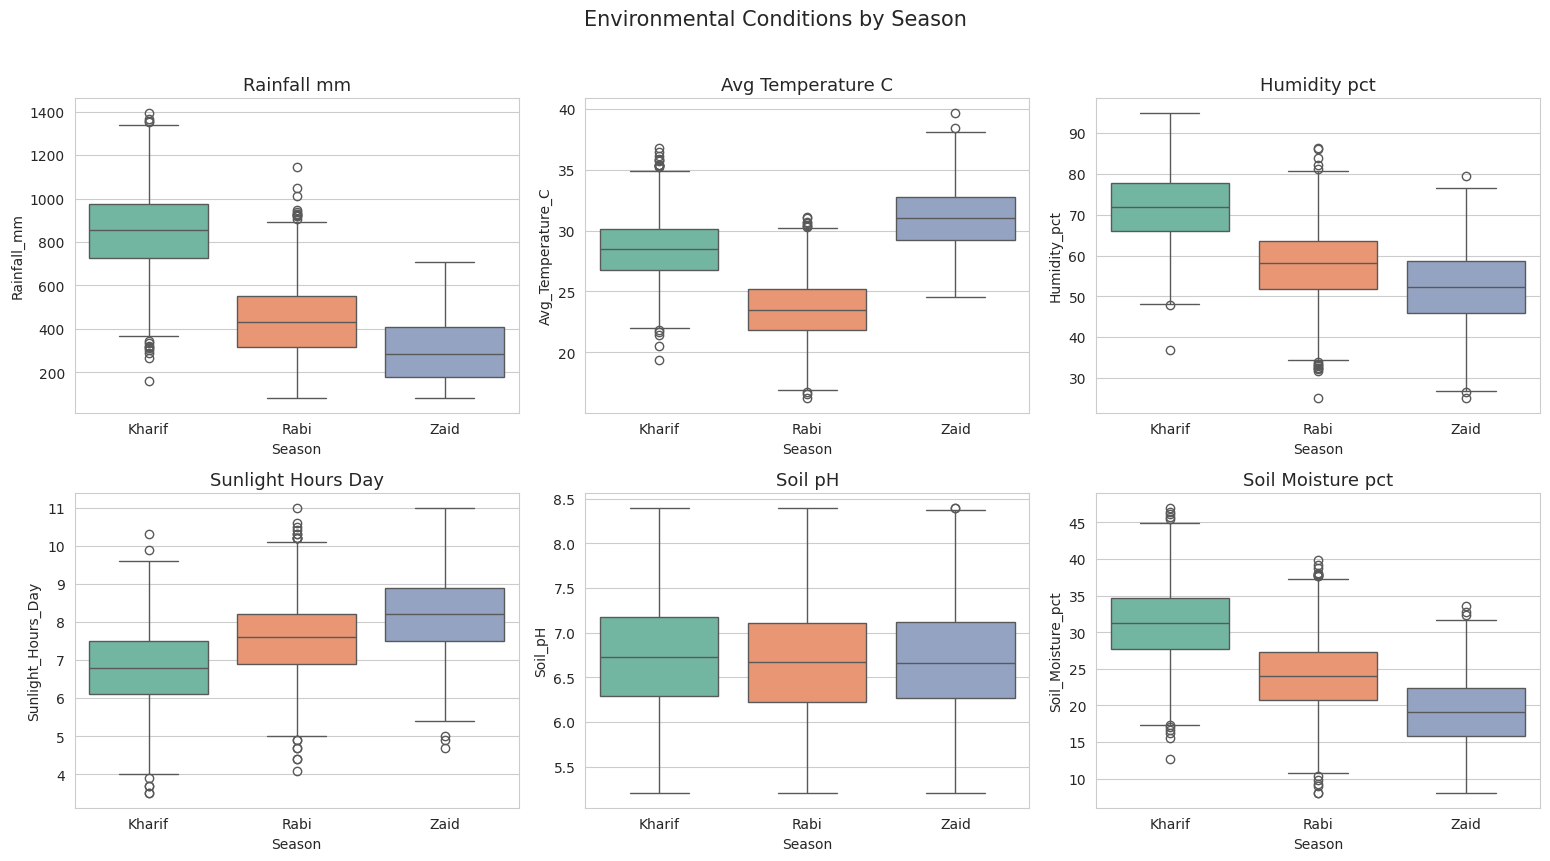 Environmental Conditions by Season
Rainfall mm
Rainfall_mm
1400
1200
1000
800
600
400
200
Kharif Rabi Zaid
Season
Avg Temperature C
Avg_Temperature_C
40
35
30
25
20
Kharif Rabi Zaid
Season
Humidity pct
Humidity_pct
90
80
70
60
50
40
30
Kharif Rabi Zaid
Season
Sunlight Hours Day
Sunlight_Hours_Day
11
10
9
8
7
6
5
4
Kharif Rabi Zaid
Season
Soil pH
Soil_pH
8.5
8.0
7.5
7.0
6.5
6.0
5.5
Kharif Rabi Zaid
Season
Soil Moisture pct
Soil_Moisture_pct
45
40
35
30
25
20
15
10
Kharif Rabi Zaid
Season